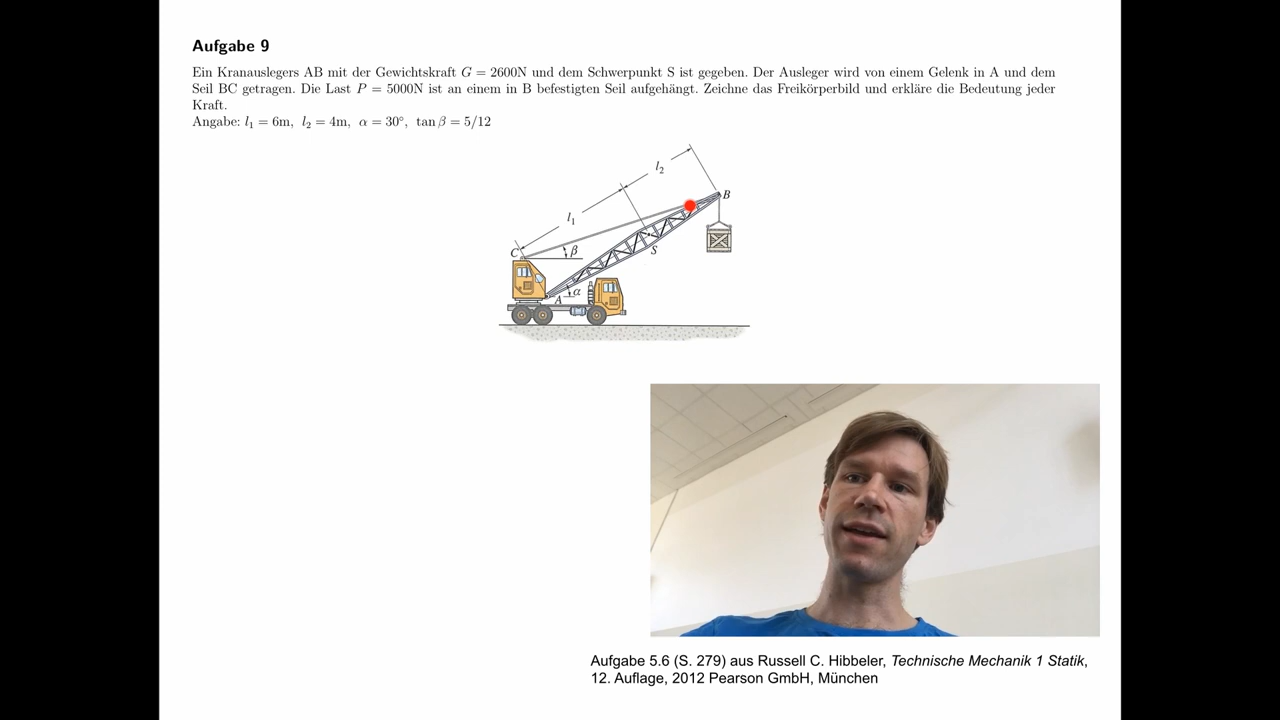 Aufgabe 9
Ein Kranauslegers AB mit der Gewichtskraft G = 2600N und dem Schwerpunkt S ist gegeben. Der Ausleger wird von einem Gelenk in A und dem
Seil BC getragen. Die Last P = 5000N ist an einem in B befestigten Seil aufgehängt. Zeichne das Freikörperbild und erkläre die Bedeutung jeder
Kraft.
Angabe: l₁ = 6m, l₂ = 4m, α = 30°, tan β = 5/12
l₂
B
l₁
S
C
β
A
α
Aufgabe 5.6 (S. 279) aus Russell C. Hibbeler, Technische Mechanik 1 Statik,
12. Auflage, 2012 Pearson GmbH, München